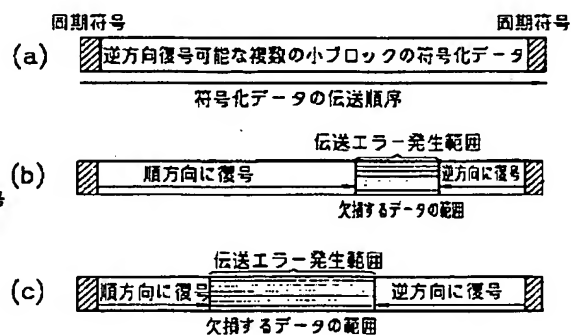 同期符号 同期符号
(a) 逆方向復号可能な複数の小ブロックの符号化データ
符号化データの伝送順序
伝送エラー発生範囲
(b) 順方向に復号 逆方向に復号
欠損するデータの範囲
伝送エラー発生範囲
(c) 順方向に復号 逆方向に復号
欠損するデータの範囲